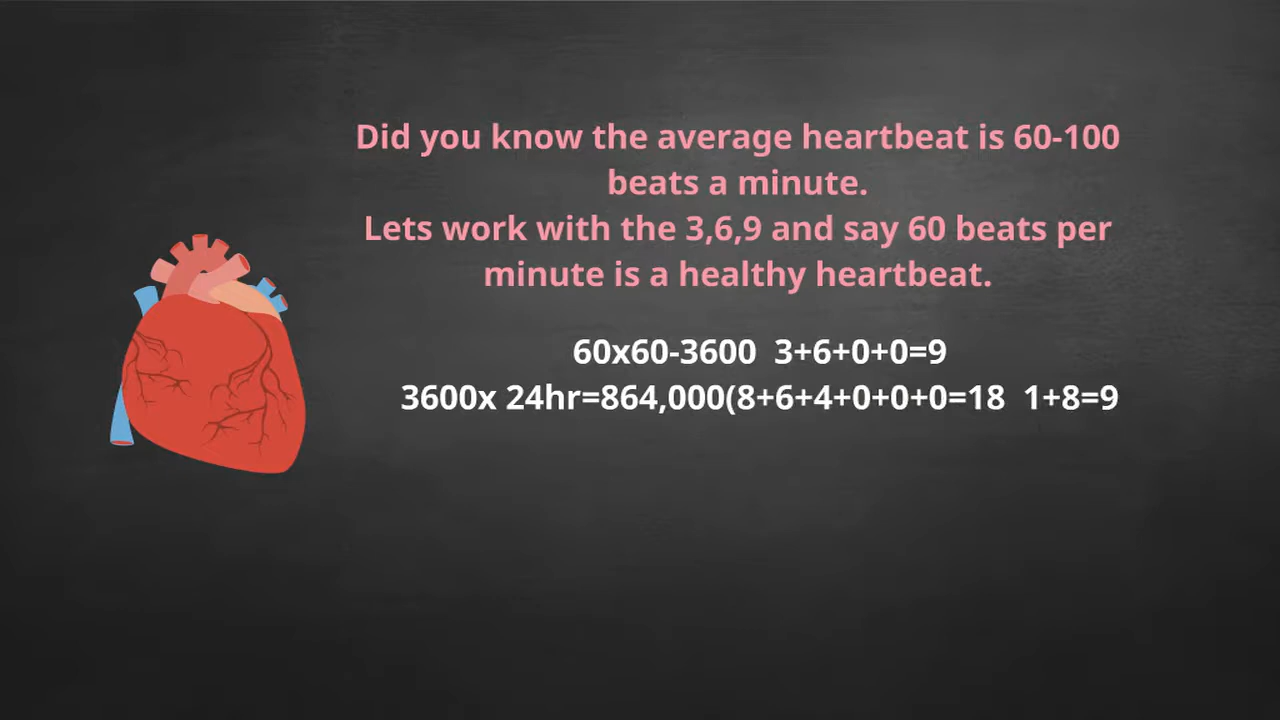 Did you know the average heartbeat is 60-100
beats a minute.
Lets work with the 3,6,9 and say 60 beats per
minute is a healthy heartbeat.
60x60-3600  3+6+0+0=9
3600x 24hr=864,000(8+6+4+0+0+0=18  1+8=9